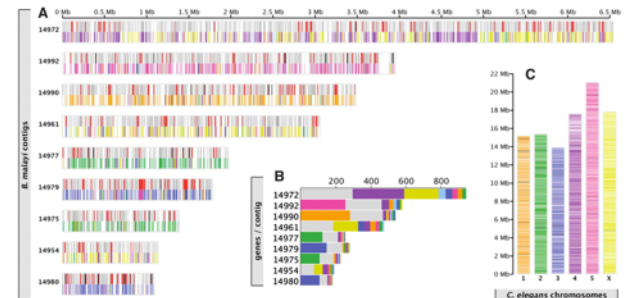 A
0 Mb 0.5 Mb 1 Mb 1.5 Mb 2 Mb 2.5 Mb 3 Mb 3.5 Mb 4 Mb 4.5 Mb 5 Mb 5.5 Mb 6 Mb 6.5 Mb
B. malayi contigs
14972
14992
14990
14961
14977
14979
14975
14954
14980
B
200 400 600 800
genes / contig
14972
14992
14990
14961
14977
14979
14975
14954
14980
C
22 Mb
20 Mb
18 Mb
16 Mb
14 Mb
12 Mb
10 Mb
8 Mb
6 Mb
4 Mb
2 Mb
0 Mb
1 2 3 4 5 X
C. elegans chromosomes